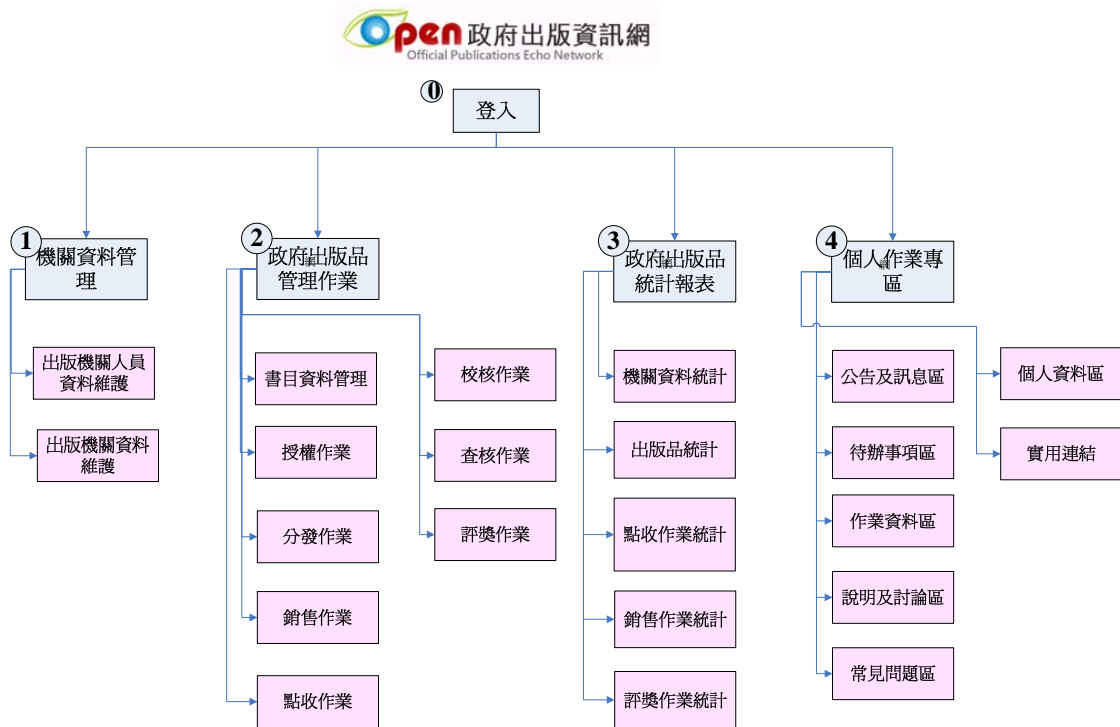 Open 政府出版資訊網
Official Publications Echo Network
0
登入
1
機關資料管
理
出版機關人員
資料維護
出版機關資料
維護
2
政府出版品
管理作業
書目資料管理
授權作業
分發作業
銷售作業
點收作業
校核作業
查核作業
評獎作業
3
政府出版品
統計報表
機關資料統計
出版品統計
點收作業統計
銷售作業統計
評獎作業統計
4
個人作業專
區
公告及訊息區
待辦事項區
作業資料區
說明及討論區
常見問題區
個人資料區
實用連結